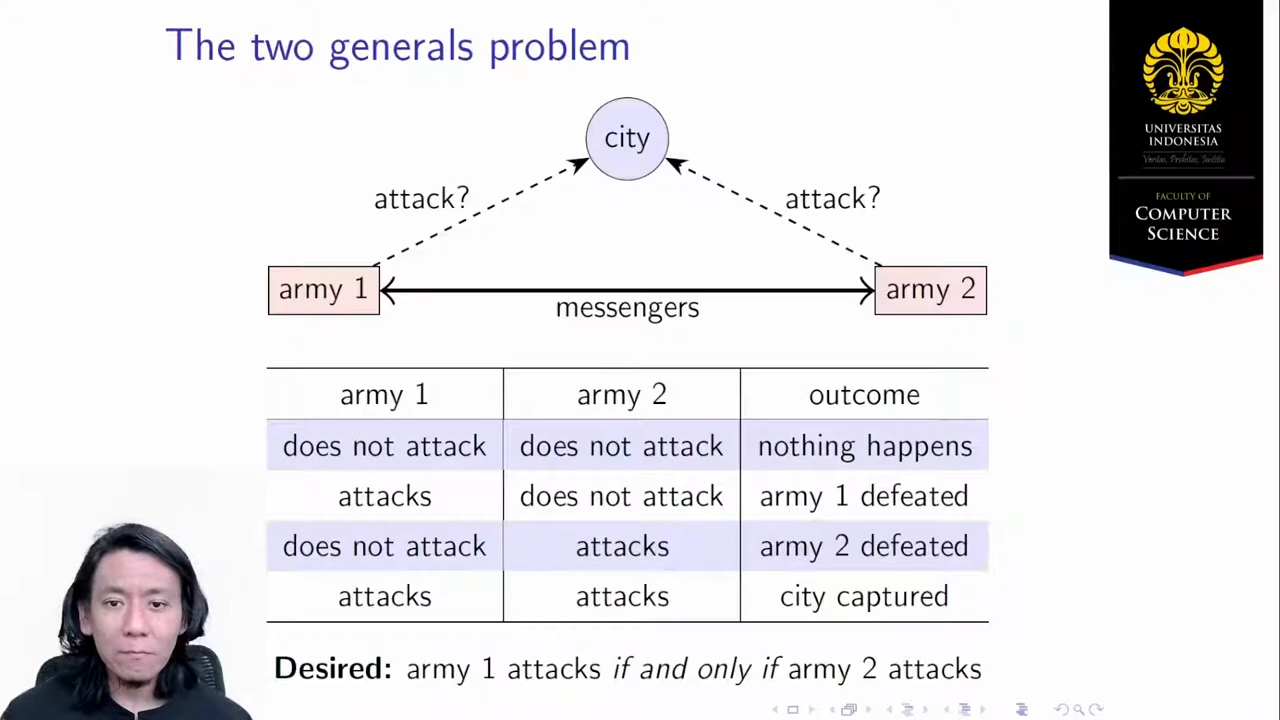 The two generals problem
city
attack?
attack?
army 1
army 2
messengers
army 1 army 2 outcome
does not attack does not attack nothing happens
attacks does not attack army 1 defeated
does not attack attacks army 2 defeated
attacks attacks city captured
Desired: army 1 attacks if and only if army 2 attacks
UNIVERSITAS
INDONESIA
Veritas, Probitas, Iustitia
FACULTY OF
COMPUTER
SCIENCE